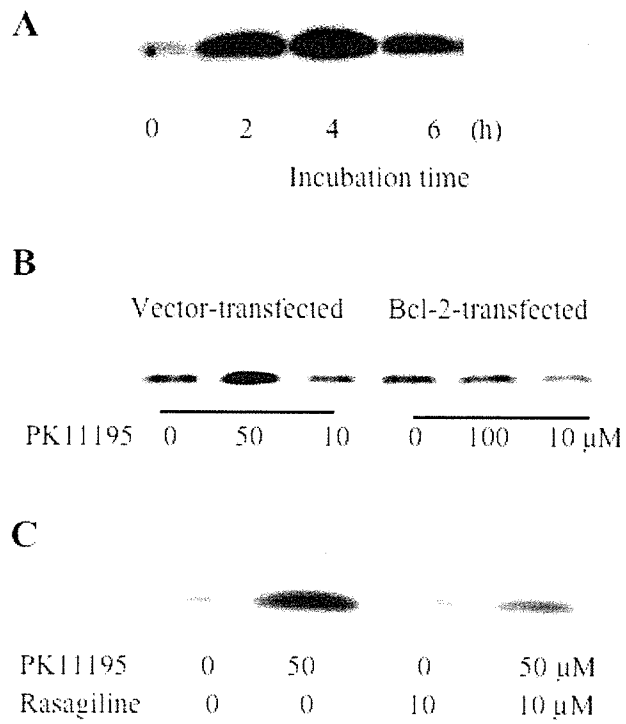 A
0 2 4 6 (h)
Incubation time
B
Vector-transfected Bcl-2-transfected
PK11195 0 50 10 0 100 10 µM
C
PK11195 0 50 0 50 µM
Rasagiline 0 0 10 10 µM